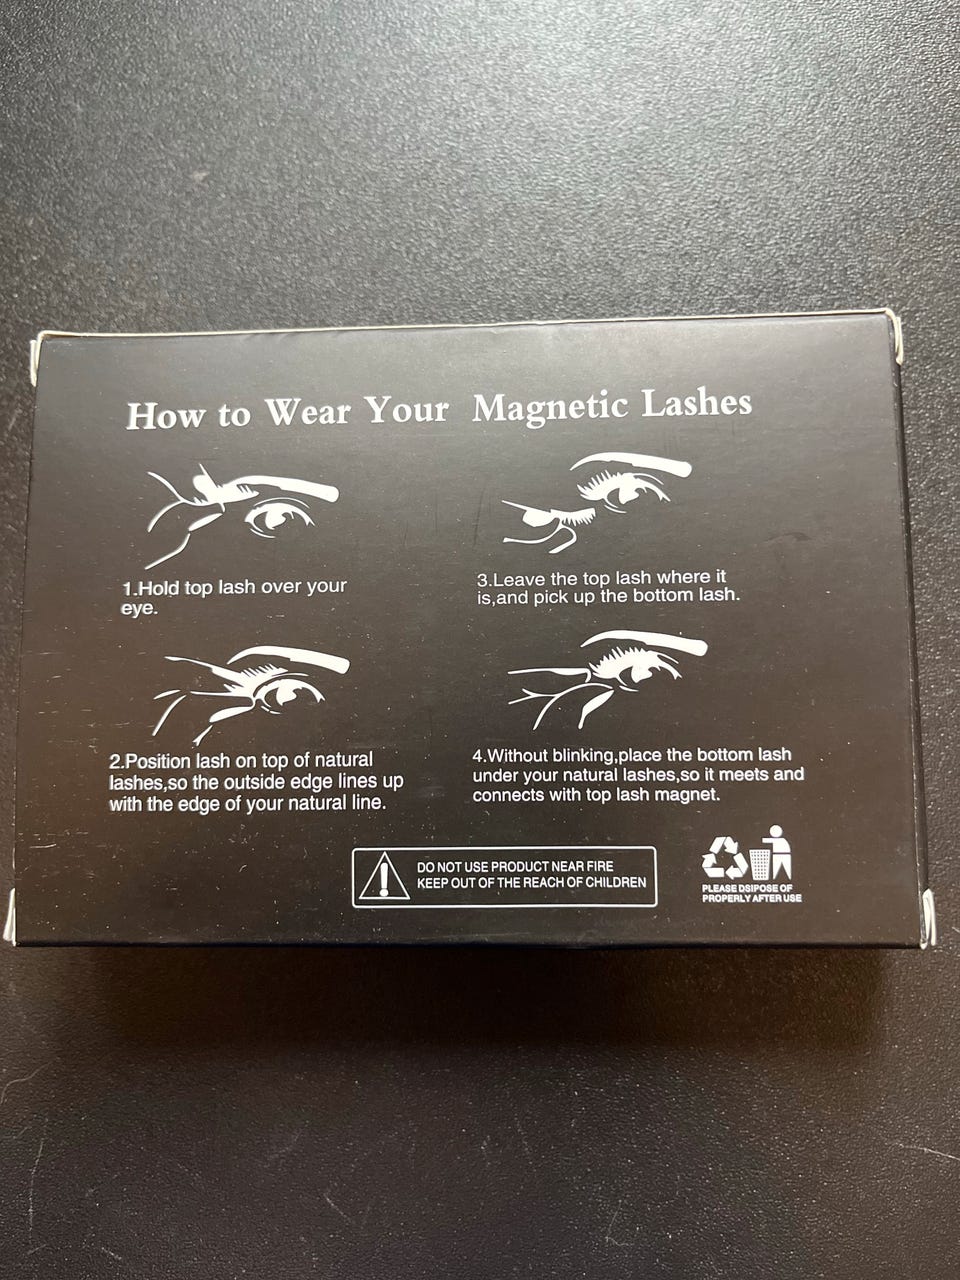 How to Wear Your Magnetic Lashes
1.Hold top lash over your
eye.
2.Position lash on top of natural
lashes,so the outside edge lines up
with the edge of your natural line.
3.Leave the top lash where it
is,and pick up the bottom lash.
4.Without blinking,place the bottom lash
under your natural lashes,so it meets and
connects with top lash magnet.
DO NOT USE PRODUCT NEAR FIRE
KEEP OUT OF THE REACH OF CHILDREN
PLEASE DSIPOSE OF
PROPERLY AFTER USE